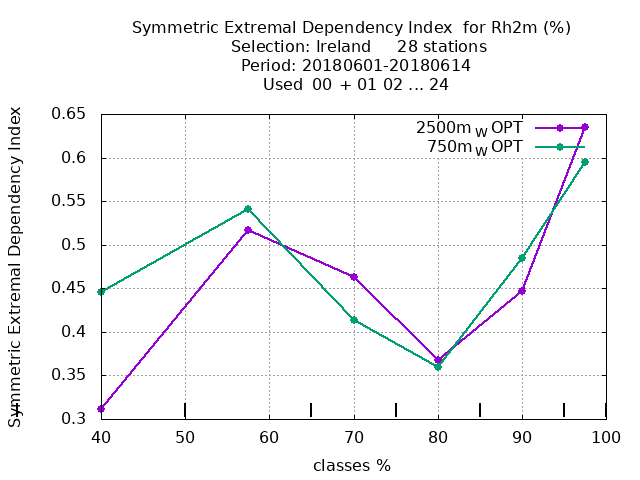 Symmetric Extremal Dependency Index for Rh2m (%)
Selection: Ireland 28 stations
Period: 20180601-20180614
Used 00 + 01 02 ... 24
Symmetric Extremal Dependency Index
0.65
0.6
0.55
0.5
0.45
0.4
0.35
0.3
2500m W OPT
750m W OPT
40 50 60 70 80 90 100
classes %